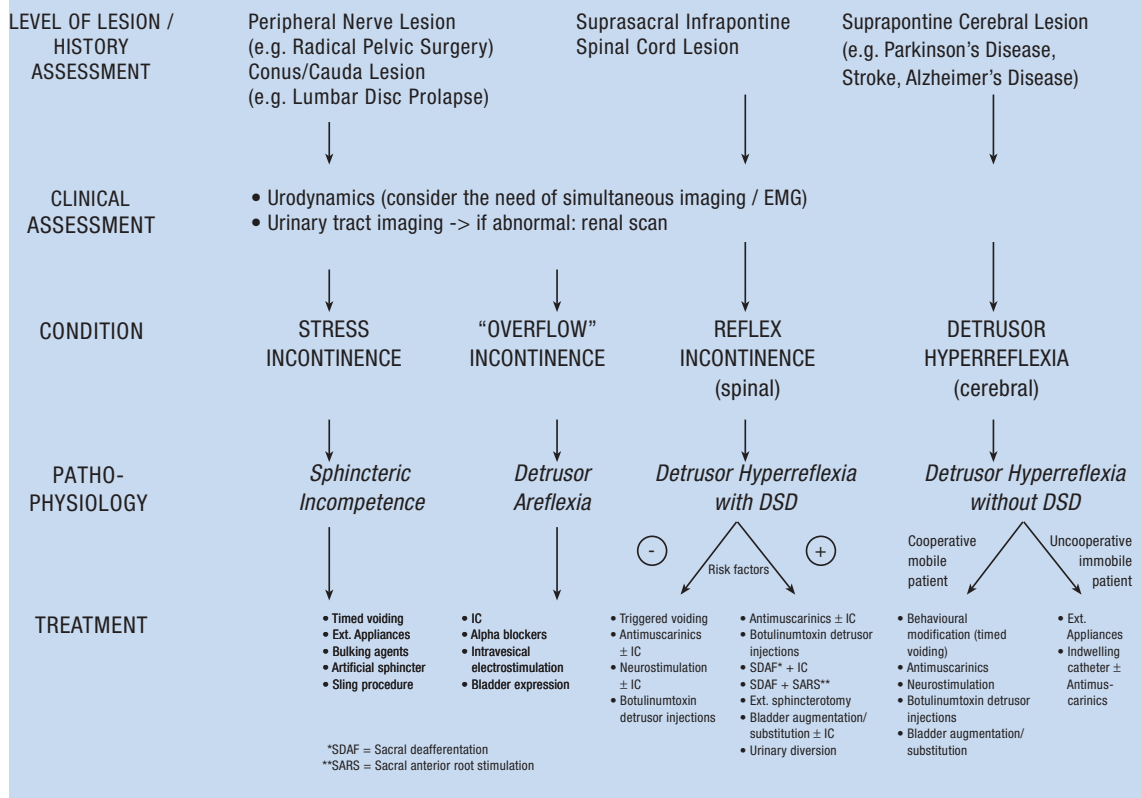 LEVEL OF LESION /
HISTORY
ASSESSMENT
Peripheral Nerve Lesion
(e.g. Radical Pelvic Surgery)
Conus/Cauda Lesion
(e.g. Lumbar Disc Prolapse)
Suprasacral Infrapontine
Spinal Cord Lesion
Suprapontine Cerebral Lesion
(e.g. Parkinson's Disease,
Stroke, Alzheimer's Disease)
CLINICAL
ASSESSMENT
• Urodynamics (consider the need of simultaneous imaging / EMG)
• Urinary tract imaging -> if abnormal: renal scan
CONDITION
STRESS
INCONTINENCE
“OVERFLOW”
INCONTINENCE
REFLEX
INCONTINENCE
(spinal)
DETRUSOR
HYPERREFLEXIA
(cerebral)
PATHO-
PHYSIOLOGY
Sphincteric
Incompetence
Detrusor
Areflexia
Detrusor Hyperreflexia
with DSD
Detrusor Hyperreflexia
without DSD
-
Risk factors
+
Cooperative
mobile
patient
Uncooperative
immobile
patient
TREATMENT
• Timed voiding
• Ext. Appliances
• Bulking agents
• Artificial sphincter
• Sling procedure
• IC
• Alpha blockers
• Intravesical
electrostimulation
• Bladder expression
• Triggered voiding
• Antimuscarinics
± IC
• Neurostimulation
± IC
• Botulinumtoxin
detrusor injections
• Antimuscarinics ± IC
• Botulinumtoxin detrusor
injections
• SDAF* + IC
• SDAF + SARS**
• Ext. sphincterotomy
• Bladder augmentation/
substitution ± IC
• Urinary diversion
• Behavioural
modification (timed
voiding)
• Antimuscarinics
• Neurostimulation
• Botulinumtoxin detrusor
injections
• Bladder augmentation/
substitution
• Ext.
Appliances
• Indwelling
catheter ±
Antimus-
carinics
*SDAF = Sacral deafferentation
**SARS = Sacral anterior root stimulation